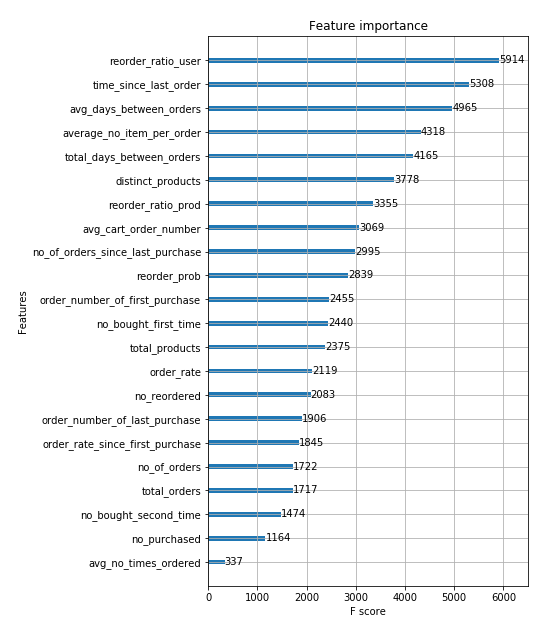 Feature importance
reorder_ratio_user 5914
time_since_last_order 5308
avg_days_between_orders 4965
average_no_item_per_order 4318
total_days_between_orders 4165
distinct_products 3778
reorder_ratio_prod 3355
avg_cart_order_number 3069
no_of_orders_since_last_purchase 2995
reorder_prob 2839
order_number_of_first_purchase 2455
no_bought_first_time 2440
total_products 2375
order_rate 2119
no_reordered 2083
order_number_of_last_purchase 1906
order_rate_since_first_purchase 1845
no_of_orders 1722
total_orders 1717
no_bought_second_time 1474
no_purchased 1164
avg_no_times_ordered 337
Features
0 1000 2000 3000 4000 5000 6000
F score